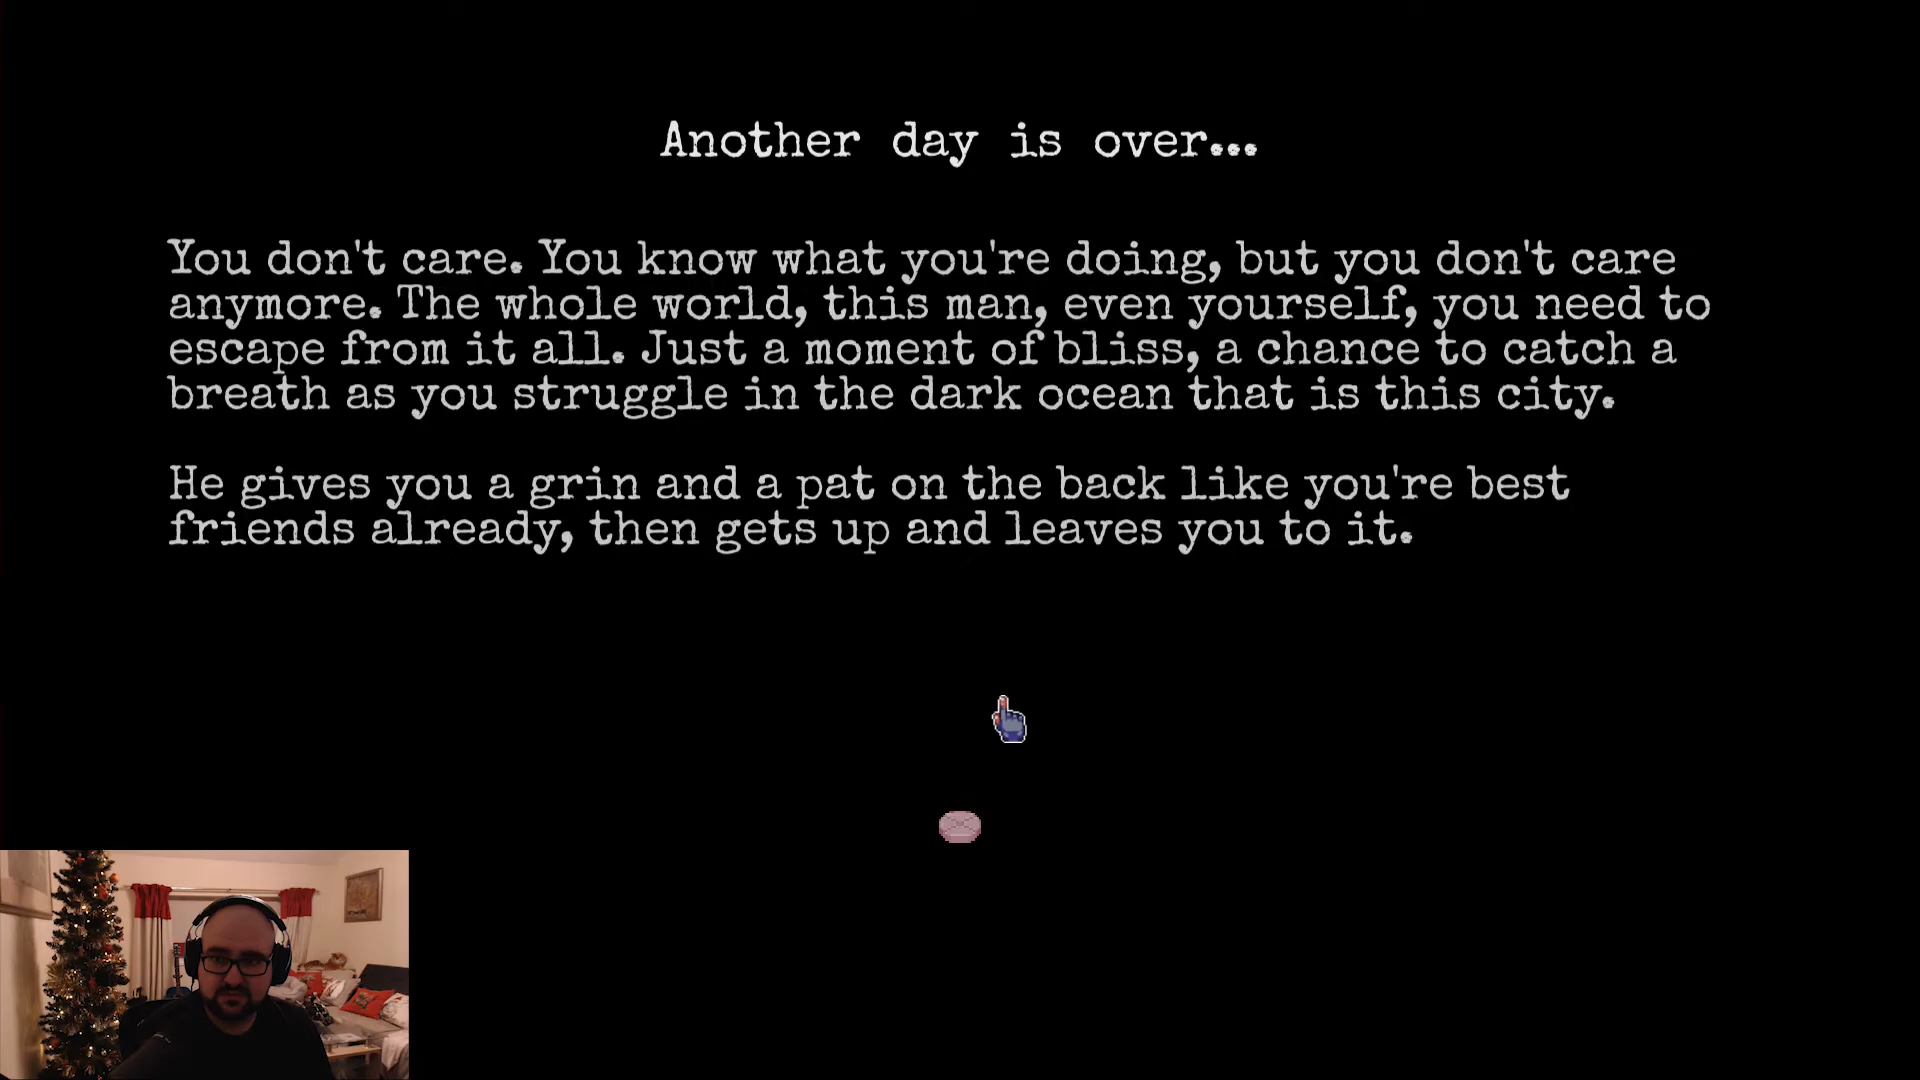 Another day is over...
You don't care. You know what you're doing, but you don't care
anymore. The whole world, this man, even yourself, you need to
escape from it all. Just a moment of bliss, a chance to catch a
breath as you struggle in the dark ocean that is this city.
He gives you a grin and a pat on the back like you're best
friends already, then gets up and leaves you to it.